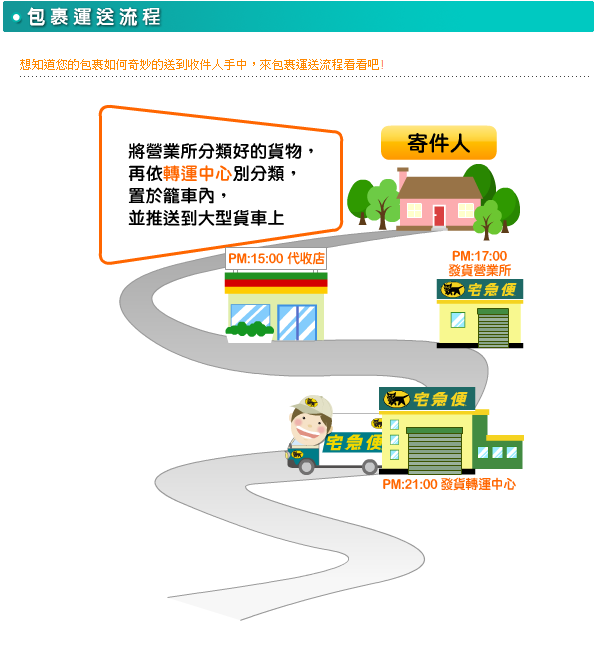 包裹運送流程
想知道您的包裹如何奇妙的送到收件人手中，來包裹運送流程看看吧!
將營業所分類好的貨物，
再依轉運中心別分類，
置於籠車內，
並推送到大型貨車上
寄件人
PM:15:00 代收店
PM:17:00
發貨營業所
宅急便
宅急便
宅急便
PM:21:00 發貨轉運中心